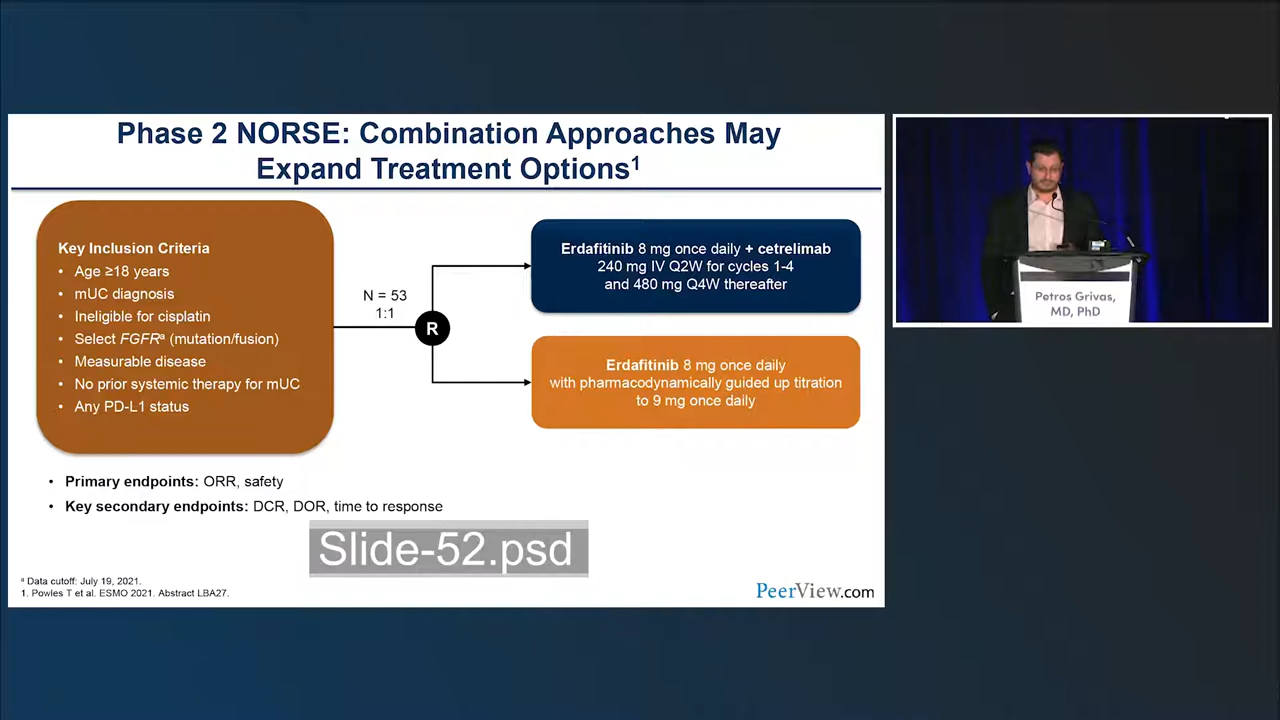 Phase 2 NORSE: Combination Approaches May
Expand Treatment Options¹
Key Inclusion Criteria
• Age ≥18 years
• mUC diagnosis
• Ineligible for cisplatin
• Select FGFRᵃ (mutation/fusion)
• Measurable disease
• No prior systemic therapy for mUC
• Any PD-L1 status
N = 53
1:1
R
Erdafitinib 8 mg once daily + cetrelimab
240 mg IV Q2W for cycles 1-4
and 480 mg Q4W thereafter
Erdafitinib 8 mg once daily
with pharmacodynamically guided up titration
to 9 mg once daily
• Primary endpoints: ORR, safety
• Key secondary endpoints: DCR, DOR, time to response
Slide-52.psd
ᵃ Data cutoff: July 19, 2021.
1. Powles T et al. ESMO 2021. Abstract LBA27.
PeerView.com
Petros Grivas,
MD, PhD